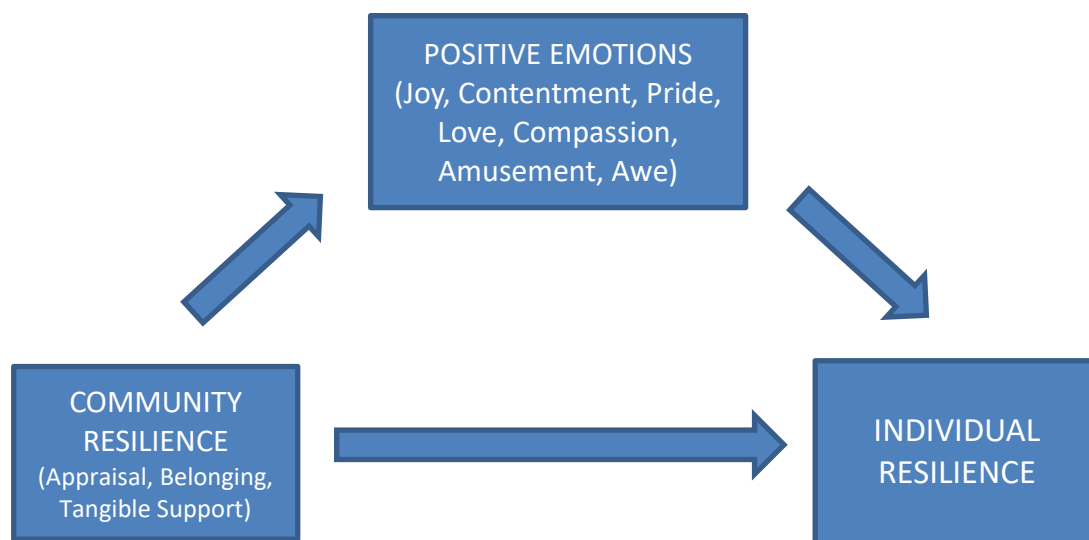 POSITIVE EMOTIONS
(Joy, Contentment, Pride,
Love, Compassion,
Amusement, Awe)
COMMUNITY
RESILIENCE
(Appraisal, Belonging,
Tangible Support)
INDIVIDUAL
RESILIENCE